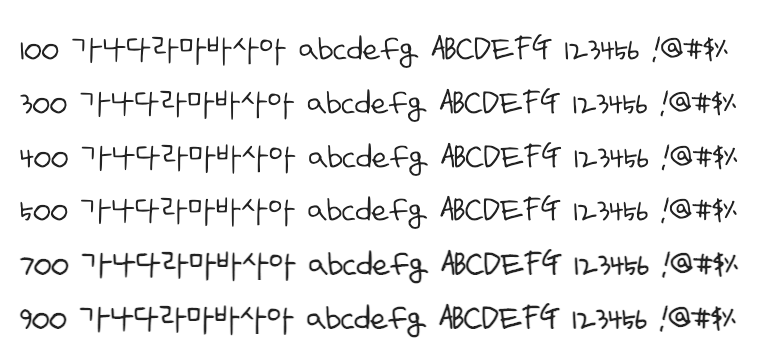 100 가나다라마바사아 abcdefg ABCDEFG 123456 !@#$%
300 가나다라마바사아 abcdefg ABCDEFG 123456 !@#$%
400 가나다라마바사아 abcdefg ABCDEFG 123456 !@#$%
500 가나다라마바사아 abcdefg ABCDEFG 123456 !@#$%
700 가나다라마바사아 abcdefg ABCDEFG 123456 !@#$%
900 가나다라마바사아 abcdefg ABCDEFG 123456 !@#$%